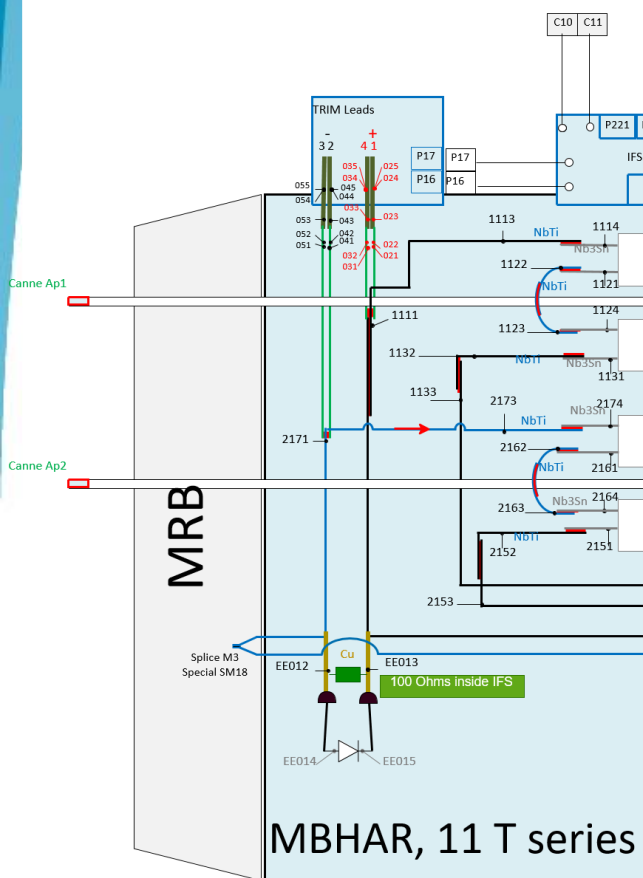 C10 C11
TRIM Leads
- +
3 2 4 1
P221
IFS
P17 P17
P16 P16
035 025
034 024
055 045
054 044
033
053 043 023
052 042
051 041
022
032 021
031
1113 1114
NbTi
Nb3Sn
1122
NbTi 1121
Canne Ap1
1111 1124
1123
1132 NbTi Nb3Sn
1131
1133
2173 Nb3Sn 2174
NbTi
2171
2162
Canne Ap2 NbTi 2161
Nb3Sn 2164
2163
NbTi
2152 2151
MRB
2153
Splice M3
Special SM18
Cu
EE012 EE013
100 Ohms inside IFS
EE014 EE015
MBHAR, 11 T series